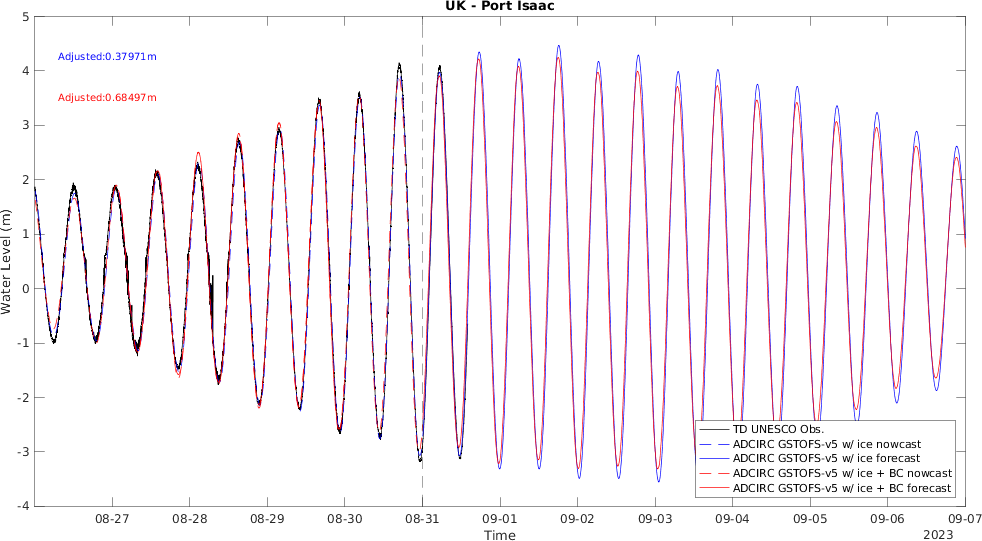 UK - Port Isaac
5
4
3
2
1
0
-1
-2
-3
-4
Water Level (m)
Adjusted:0.37971m
Adjusted:0.68497m
TD UNESCO Obs.
ADCIRC GSTOFS-v5 w/ ice nowcast
ADCIRC GSTOFS-v5 w/ ice forecast
ADCIRC GSTOFS-v5 w/ ice + BC nowcast
ADCIRC GSTOFS-v5 w/ ice + BC forecast
08-27 08-28 08-29 08-30 08-31 09-01 09-02 09-03 09-04 09-05 09-06 09-07
Time
2023